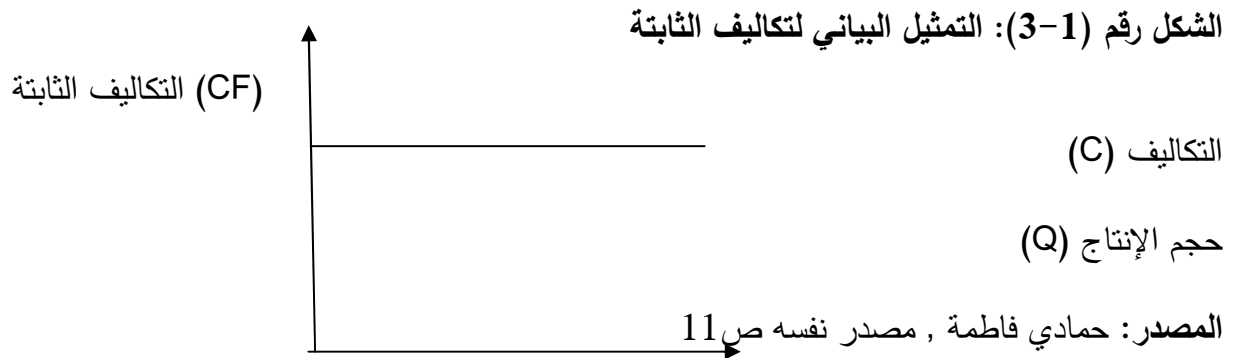 الشكل رقم (1-3): التمثيل البياني لتكاليف الثابتة
(CF) التكاليف الثابتة
التكاليف (C)
حجم الإنتاج (Q)
المصدر: حمادي فاطمة , مصدر نفسه ص11